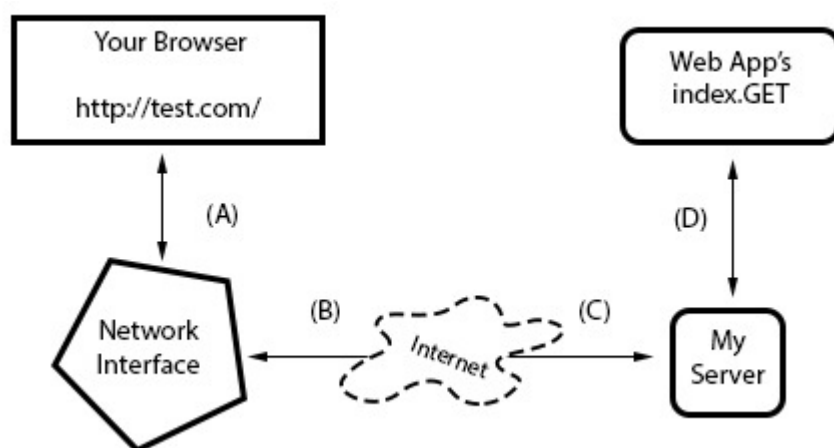 Your Browser
http://test.com/
Web App's
index.GET
(A)
(D)
Network
Interface
(B)
Internet
(C)
My
Server